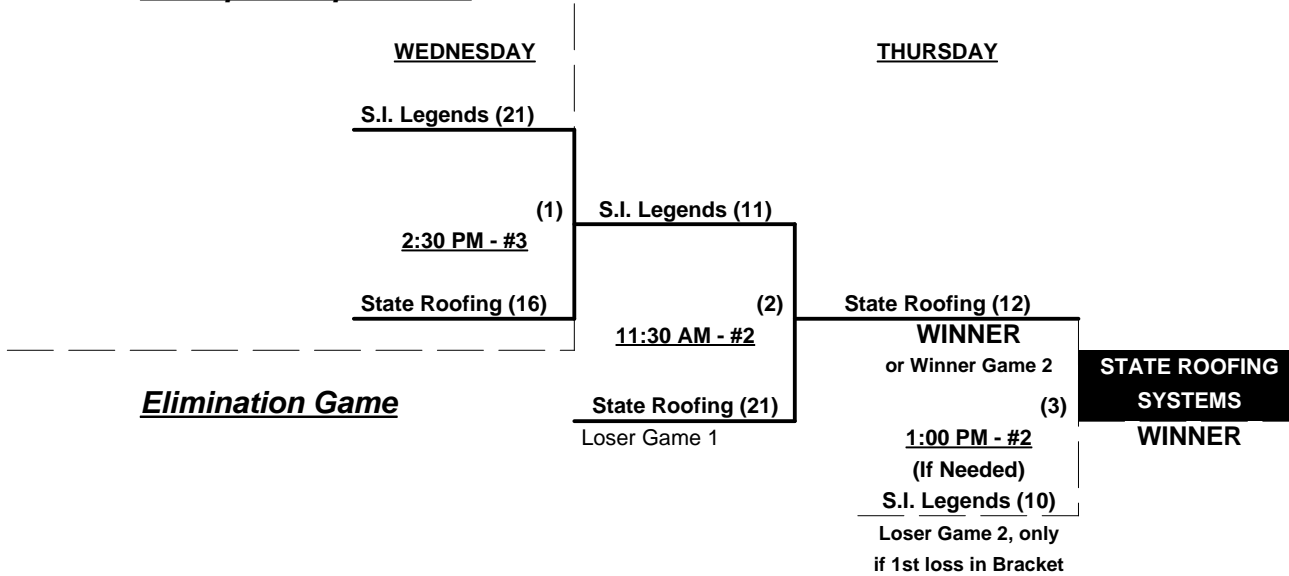 WEDNESDAY
THURSDAY
S.I. Legends (21)
(1)
S.I. Legends (11)
2:30 PM - #3
State Roofing (16)
(2)
State Roofing (12)
11:30 AM - #2
WINNER
or Winner Game 2
STATE ROOFING
SYSTEMS
WINNER
Elimination Game
State Roofing (21)
Loser Game 1
(3)
1:00 PM - #2
(If Needed)
S.I. Legends (10)
Loser Game 2, only
if 1st loss in Bracket